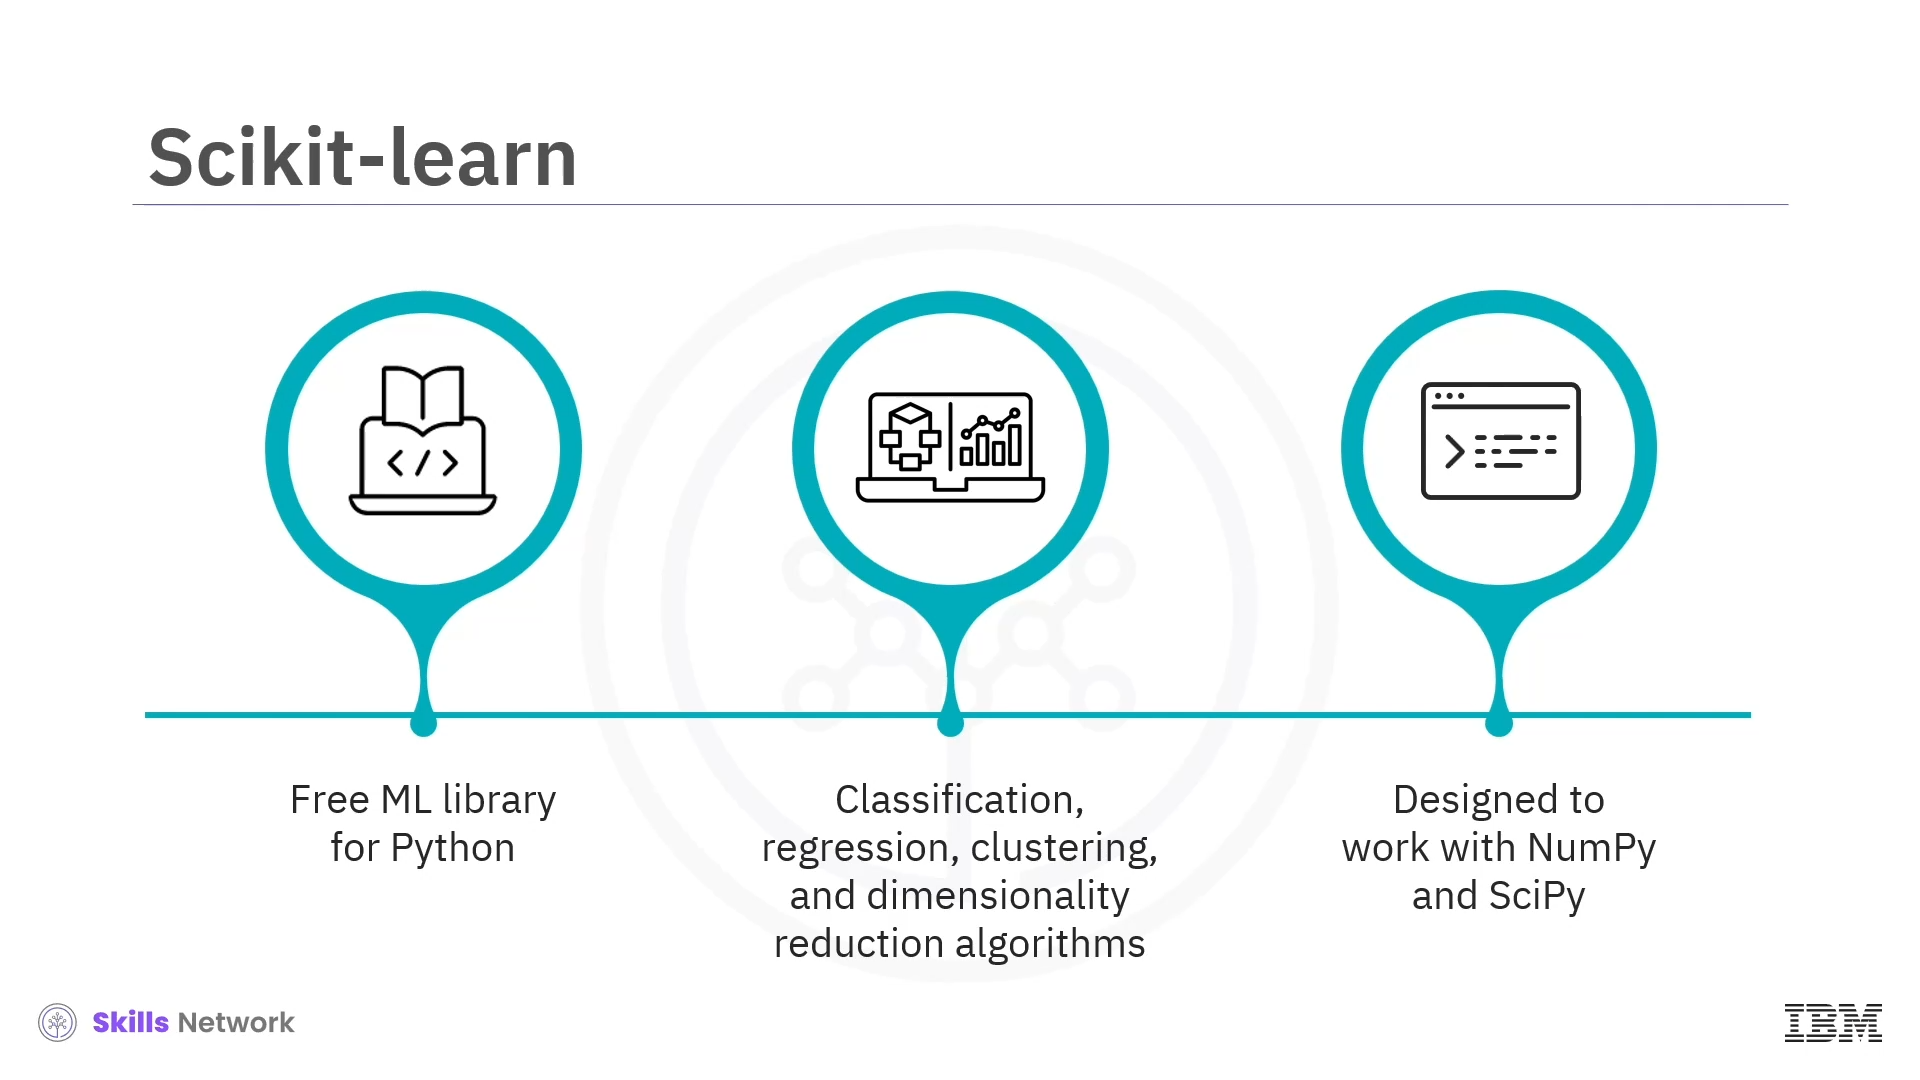 Scikit-learn
Free ML library
for Python
Classification,
regression, clustering,
and dimensionality
reduction algorithms
Designed to
work with NumPy
and SciPy
Skills Network
IBM